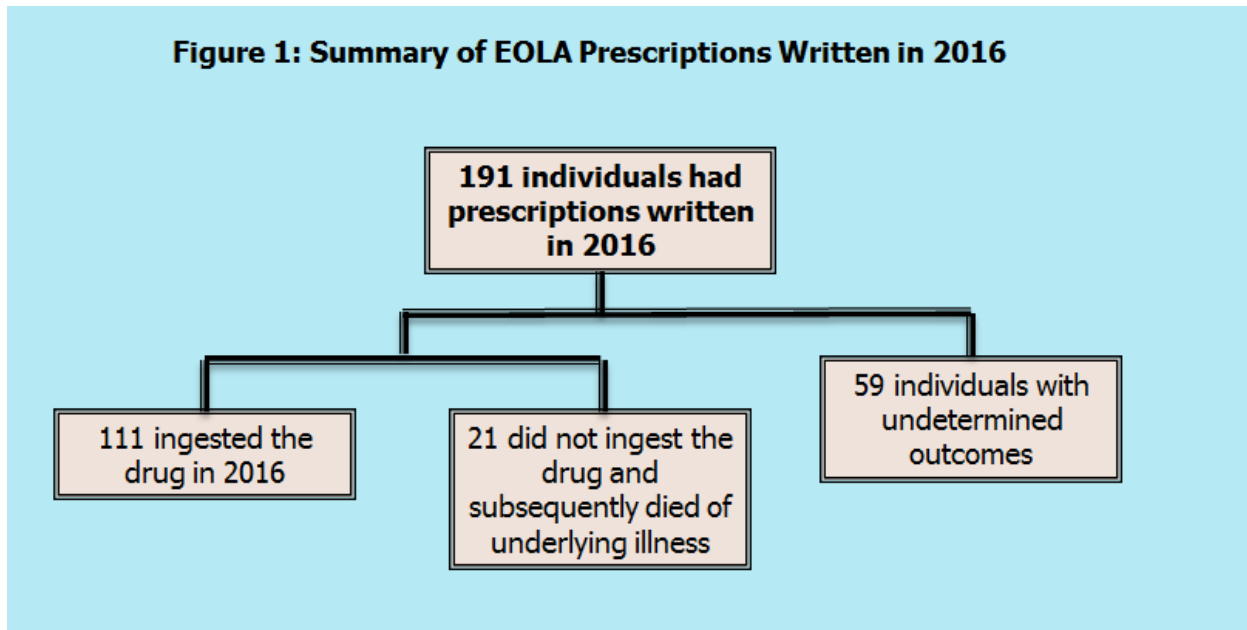 Figure 1: Summary of EOLA Prescriptions Written in 2016
191 individuals had
prescriptions written
in 2016
111 ingested the
drug in 2016
21 did not ingest the
drug and
subsequently died of
underlying illness
59 individuals with
undetermined
outcomes